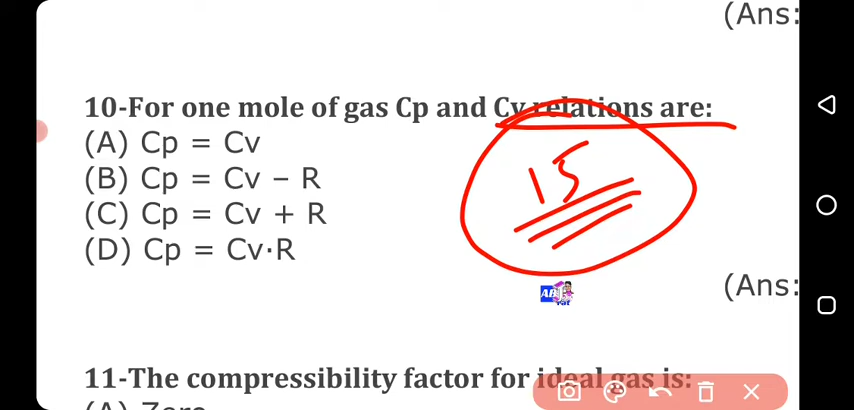 (Ans:
10-For one mole of gas Cp and Cv relations are:
(A) Cp = Cv
(B) Cp = Cv – R
(C) Cp = Cv + R
(D) Cp = Cv·R
15
(Ans:
11-The compressibility factor for ideal gas is:
(A) Zero